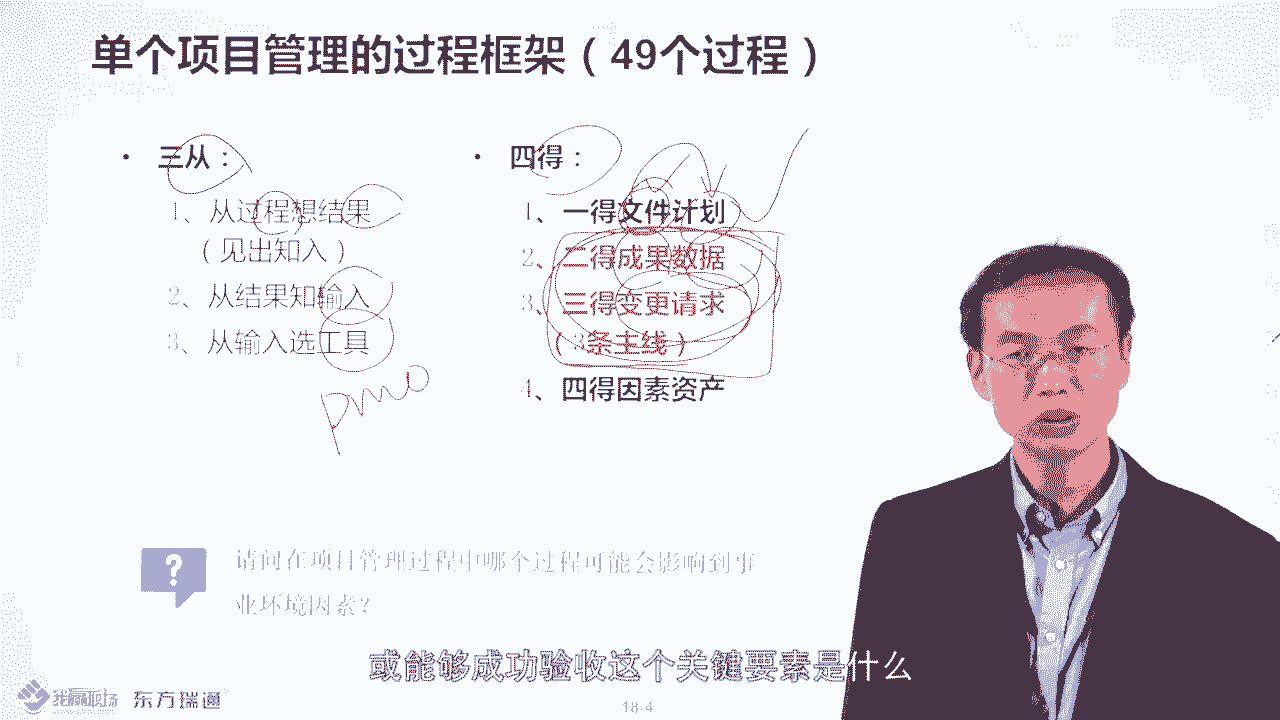 单个项目管理的过程框架（49个过程）
• 三从：
1、从过程想结果
（见出知入）
2、从结果知输入
3、从输入选工具
pmo
• 四得：
1、一得文件计划
2、二得成果数据
3、三得变更请求
（3条主线）
4、四得因素资产
?
请问在项目管理过程中哪个过程可能会影响到事
业环境因素？
或能够成功验收这个关键要素是什么
我赢职场 东方瑞通
18-4